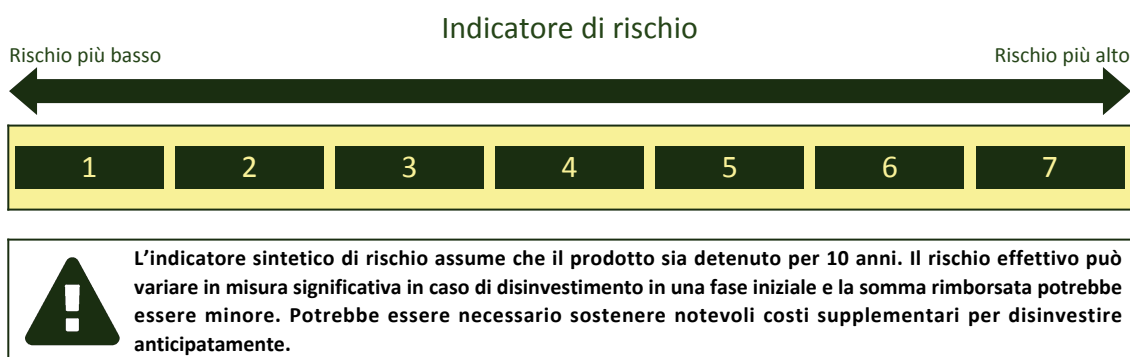 Indicatore di rischio
Rischio più basso
Rischio più alto
1 2 3 4 5 6 7
L’indicatore sintetico di rischio assume che il prodotto sia detenuto per 10 anni. Il rischio effettivo può
variare in misura significativa in caso di disinvestimento in una fase iniziale e la somma rimborsata potrebbe
essere minore. Potrebbe essere necessario sostenere notevoli costi supplementari per disinvestire
anticipatamente.